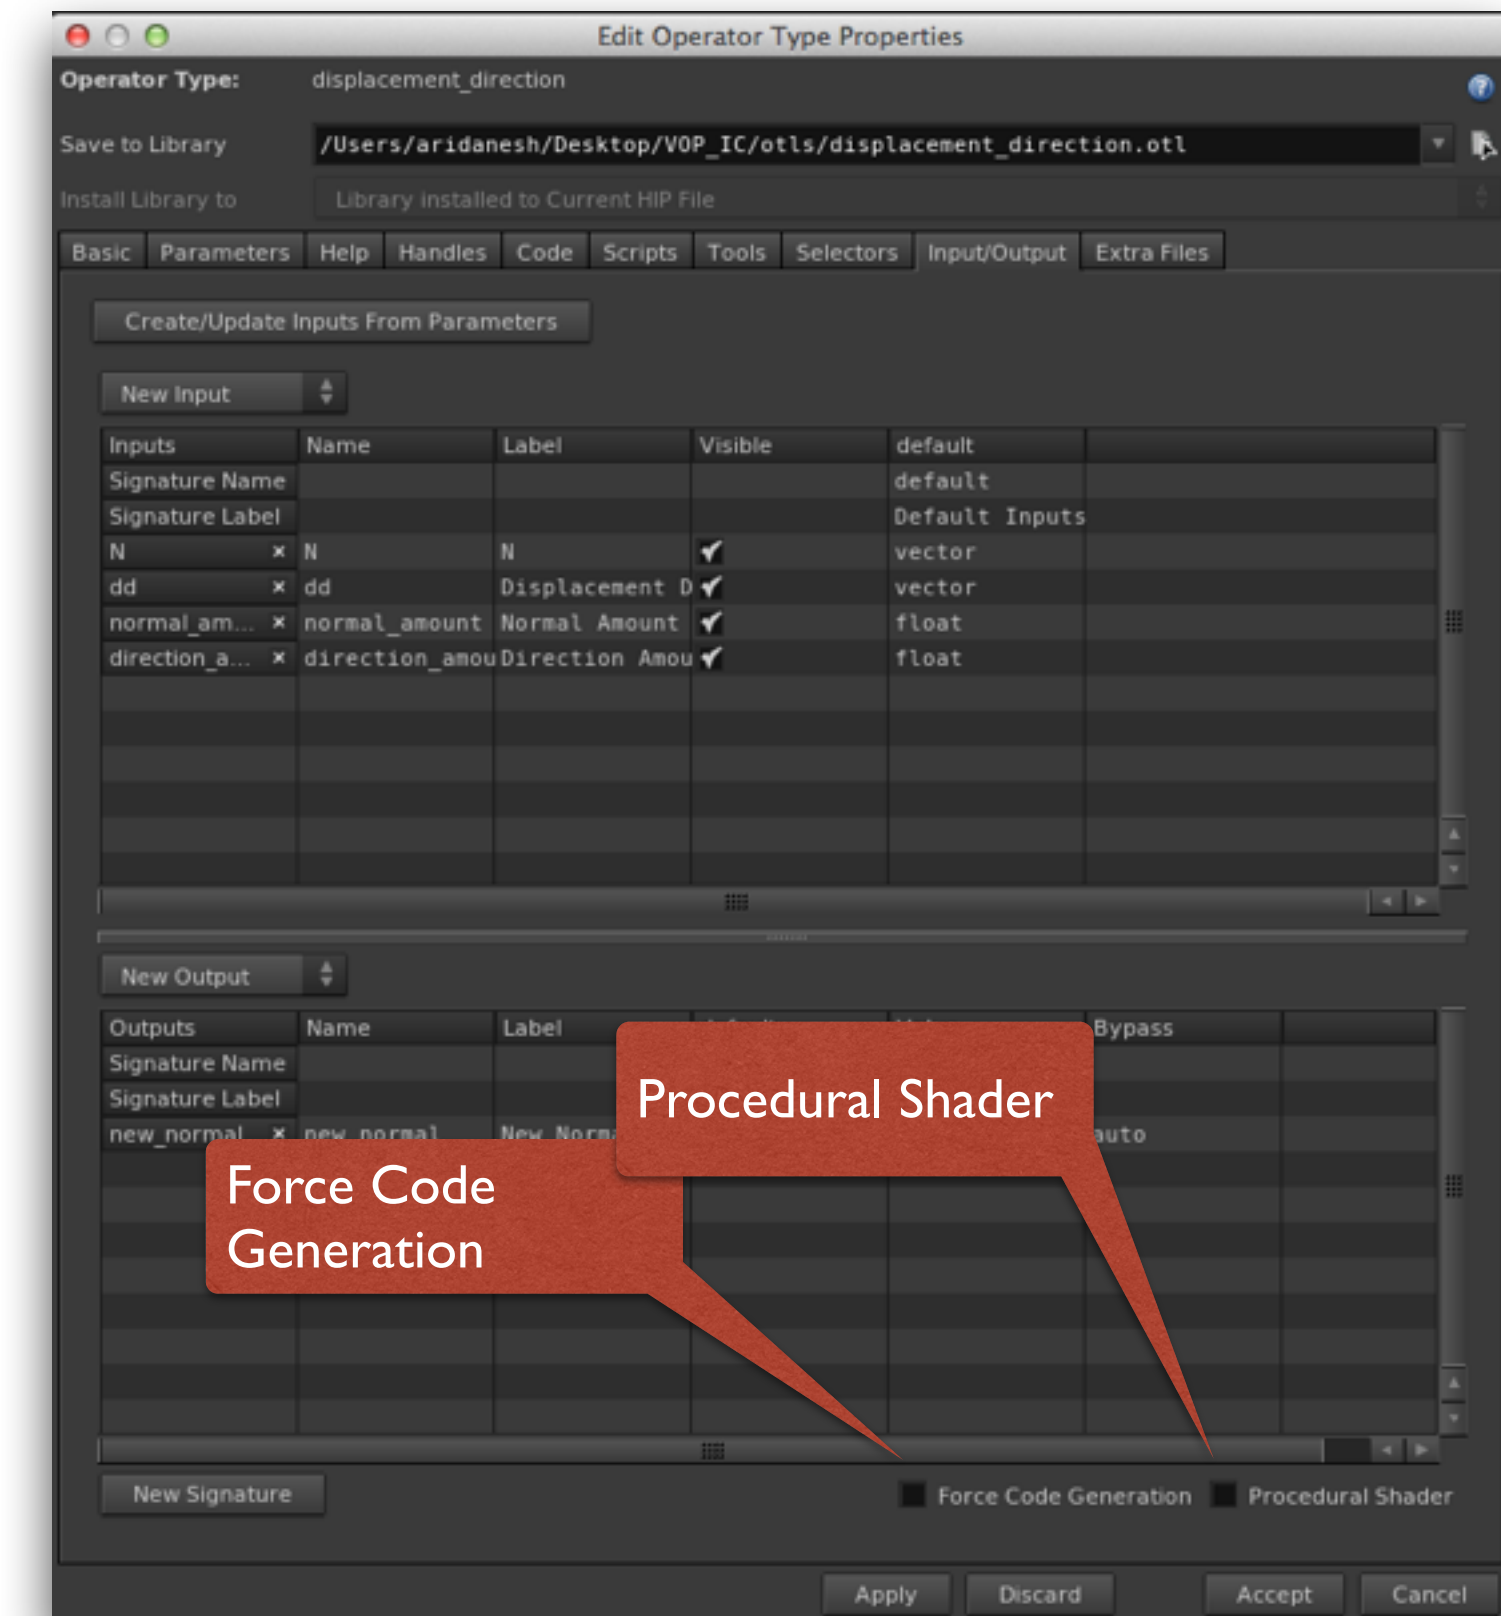 Edit Operator Type Properties
Operator Type: displacement_direction
Save to Library /Users/aridanesh/Desktop/VOP_IC/otls/displacement_direction.otl
Install Library to Library installed to Current HIP File
Basic Parameters Help Handles Code Scripts Tools Selectors Input/Output Extra Files
Create/Update Inputs From Parameters
New Input
Inputs Name Label Visible default
Signature Name default
Signature Label Default Inputs
N N N vector
dd dd Displacement D vector
normal_am... normal_amount Normal Amount float
direction_a... direction_amou Direction Amou float
New Output
Outputs Name Label Bypass
Signature Name
Signature Label
new_normal new_normal New Norma auto
Procedural Shader
Force Code
Generation
New Signature Force Code Generation Procedural Shader
Apply Discard Accept Cancel